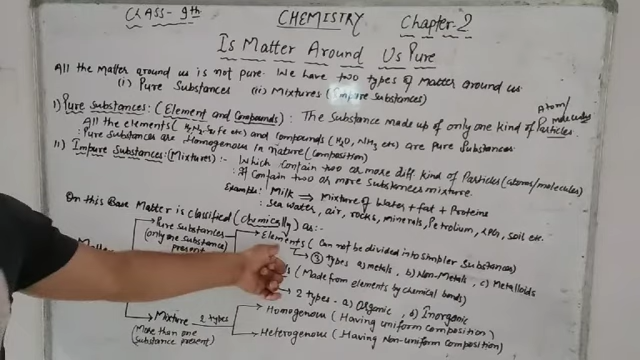 CLASS- 9th CHEMISTRY Chapter-2
Is Matter Around Us Pure
All the Matter around us is not pure. We have two types of Matter around us
(i) Pure Substances (ii) Mixtures (Impure Substances)
i) Pure Substances: (Element and Compounds) : The Substance made up of only one kind of Particles.
Atom/molecules
All the elements ( etc) and compounds (H2O, NH3 etc) are Pure Substances
: Pure Substances are Homogenous in nature (Composition)
ii) Impure Substances: (Mixtures) :- Which contain two or more diff kind of Particles (atoms/molecules)
: If Contain two or more Substances mixture.
Example: Milk → Mixture of Water + fat + Proteins
: Sea Water, air, rocks, minerals, Petroleum, LPG, Soil etc.
On this Base Matter is classified (Chemically) as:-
Pure Substances
(only one substance present)
Elements (Can not be divided into Simpler Substances)
→ ③ types a) metals, b) Non-Metals, c) Metalloids
(Made from elements by chemical bonds)
→ 2 types - a) Organic, b) Inorganic
Mixture 2 types
(More than one Substance present)
Homogenous (Having uniform composition)
Heterogenous (Having Non-uniform composition)